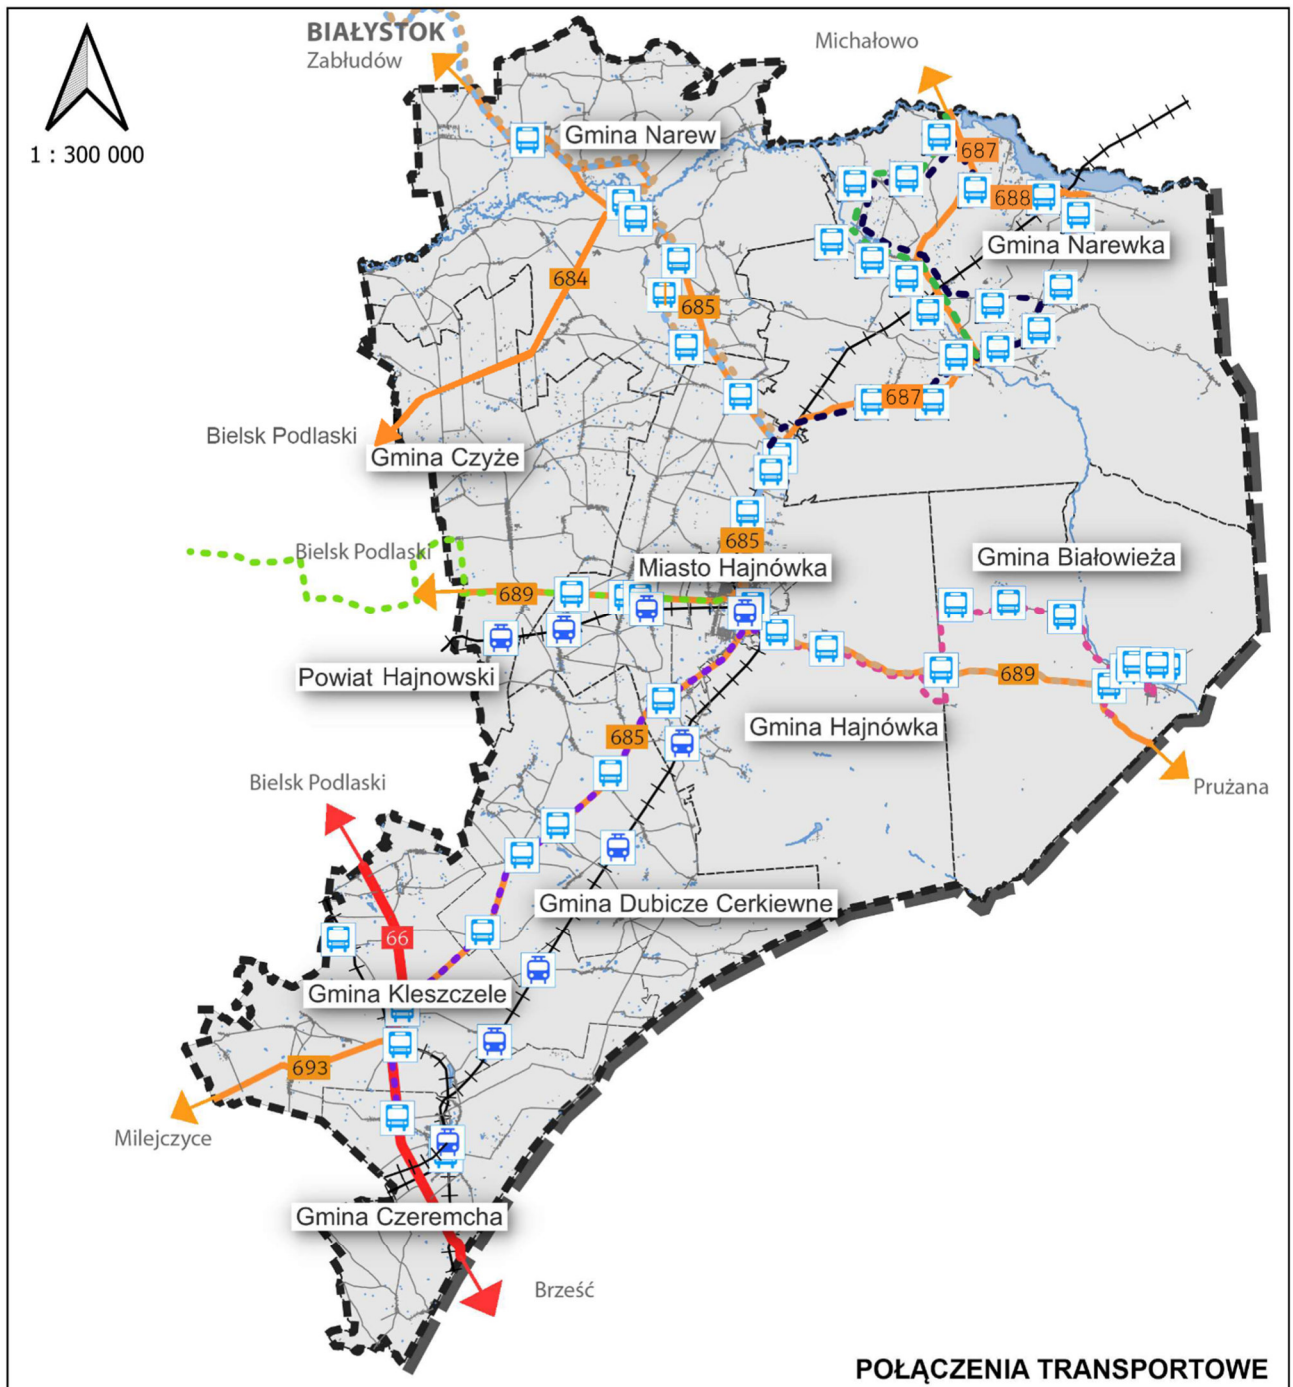 BIAŁYSTOK
Zabłudów
Michałowo
1 : 300 000
Gmina Narew
687
688
Gmina Narewka
684
685
687
Bielsk Podlaski
Gmina Czyże
685
Bielsk Podlaski
Miasto Hajnówka
Gmina Białowieża
689
Powiat Hajnowski
689
Gmina Hajnówka
685
Bielsk Podlaski
Prużana
Gmina Dubicze Cerkiewne
66
Gmina Kleszczele
693
Milejczyce
Gmina Czeremcha
Brześć
POŁĄCZENIA TRANSPORTOWE